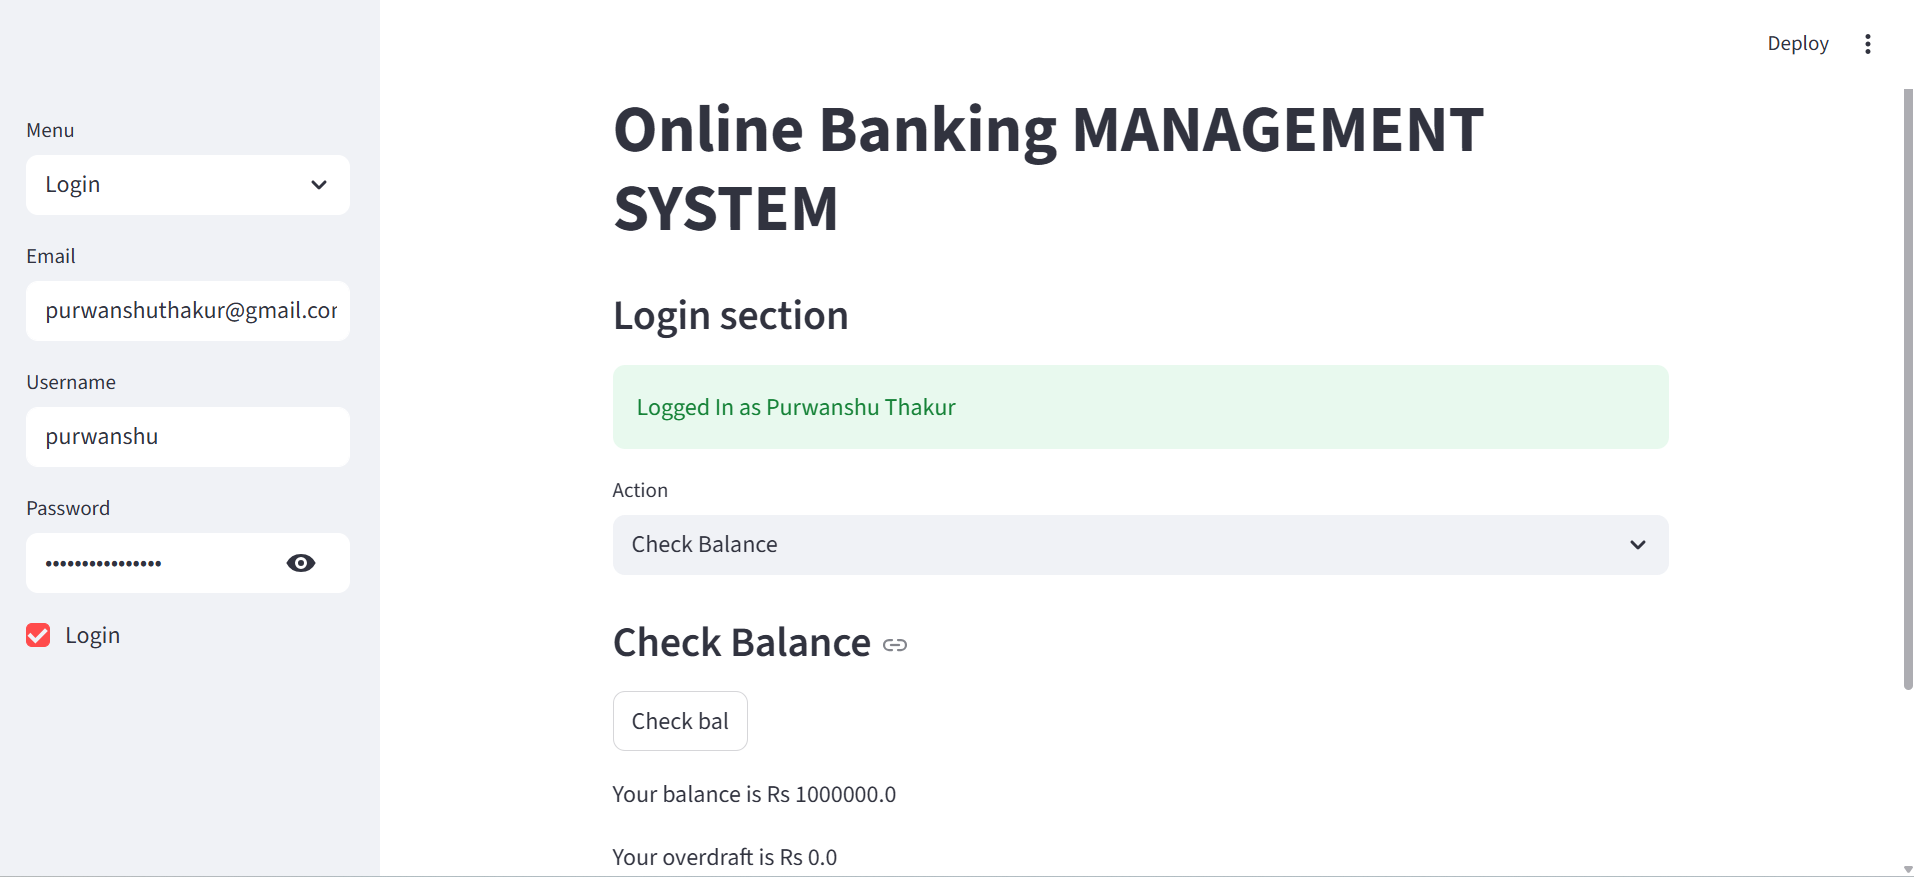 Deploy
Menu
Login
Email
purwanshuthakur@gmail.cor
Username
purwanshu
Password
••••••••••••••••
Login
Online Banking MANAGEMENT
SYSTEM
Login section
Logged In as Purwanshu Thakur
Action
Check Balance
Check Balance
Check bal
Your balance is Rs 1000000.0
Your overdraft is Rs 0.0